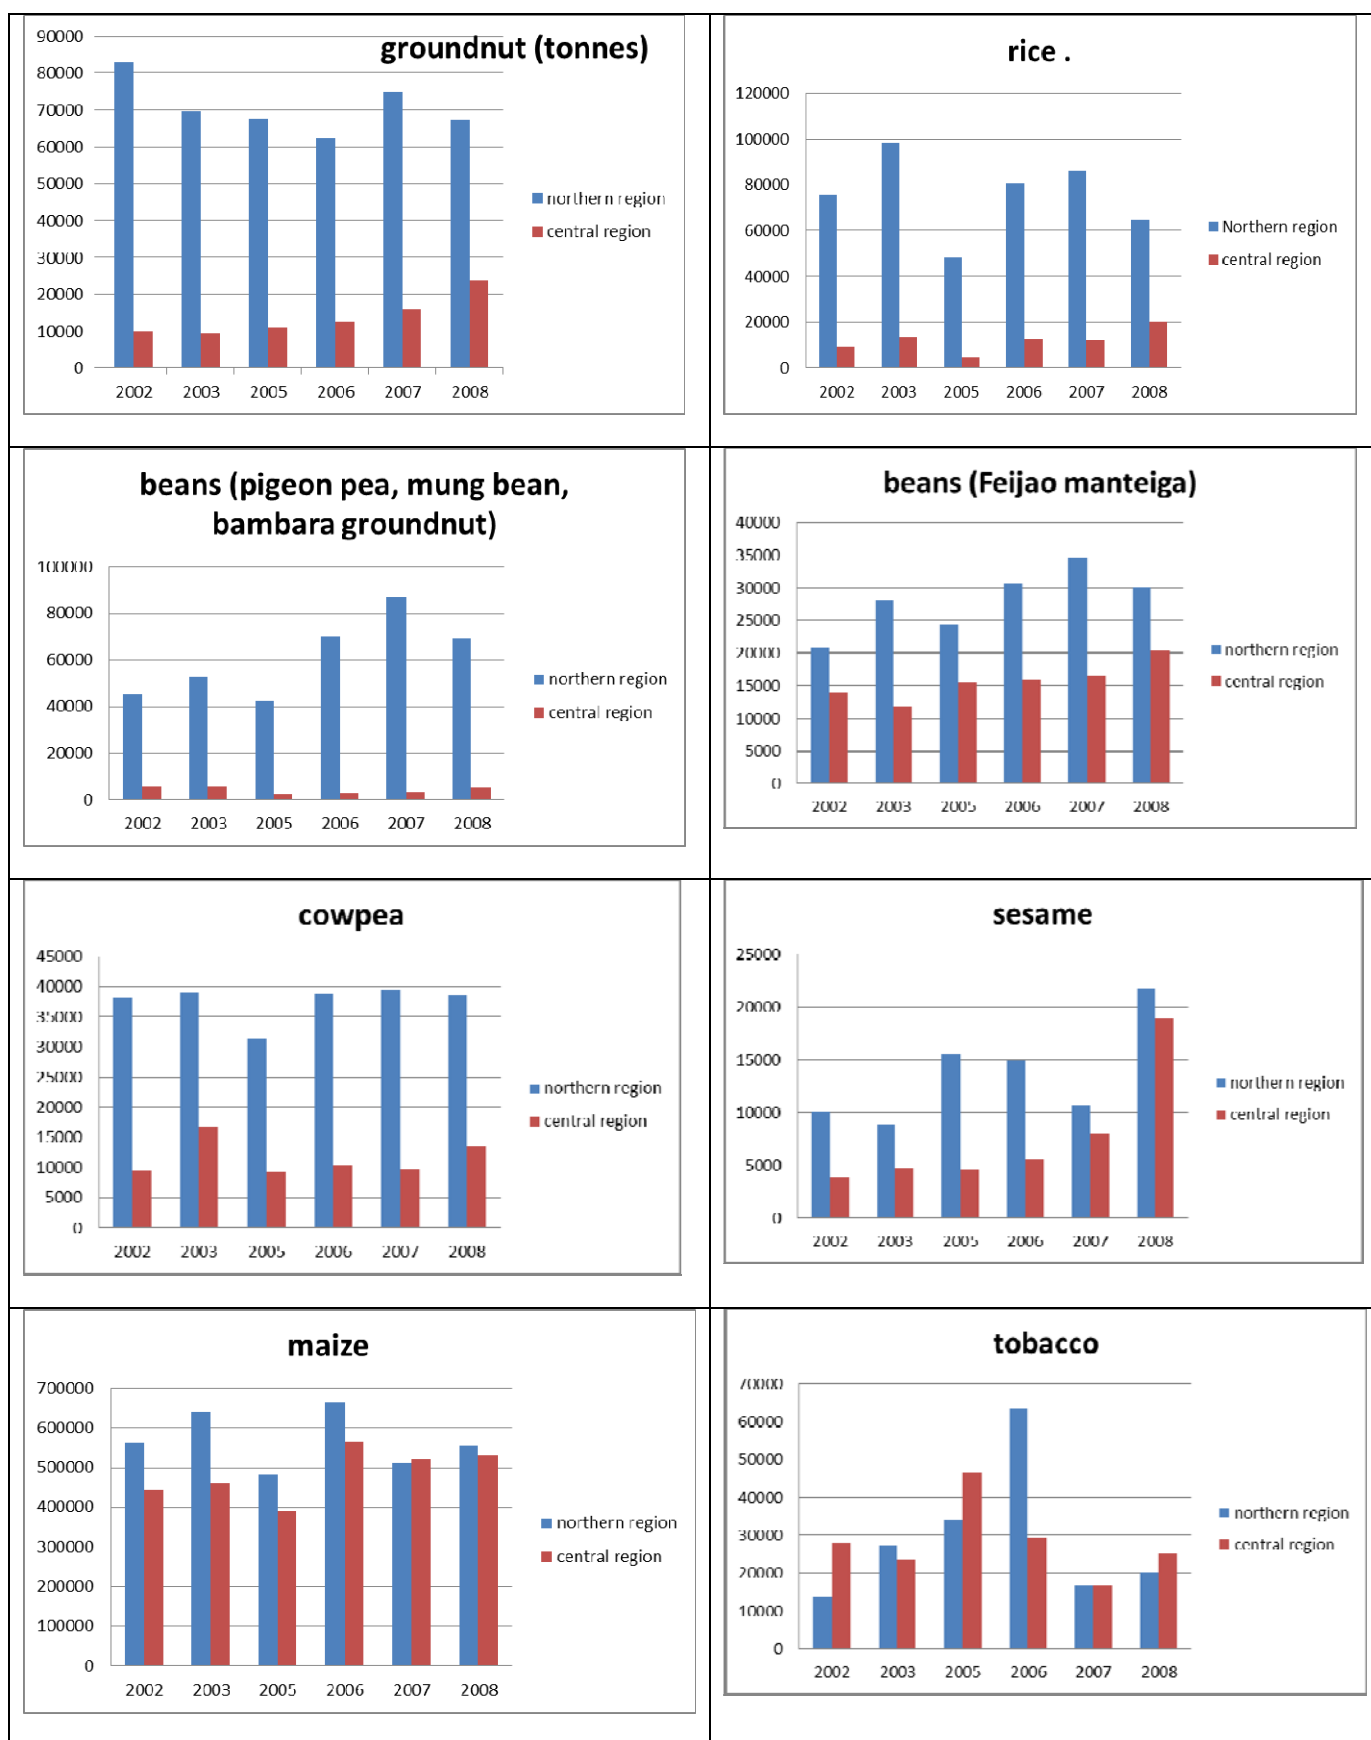 groundnut (tonnes)
90000
80000
70000
60000
50000
40000
30000
20000
10000
0
2002 2003 2005 2006 2007 2008
northern region
central region
rice .
120000
100000
80000
60000
40000
20000
0
2002 2003 2005 2006 2007 2008
Northern region
central region
beans (pigeon pea, mung bean,
bambara groundnut)
100000
80000
60000
40000
20000
0
2002 2003 2005 2006 2007 2008
northern region
central region
beans (Feijao manteiga)
40000
35000
30000
25000
20000
15000
10000
5000
0
2002 2003 2005 2006 2007 2008
northern region
central region
cowpea
45000
40000
35000
30000
25000
20000
15000
10000
5000
0
2002 2003 2005 2006 2007 2008
northern region
central region
sesame
25000
20000
15000
10000
5000
0
2002 2003 2005 2006 2007 2008
northern region
central region
maize
700000
600000
500000
400000
300000
200000
100000
0
2002 2003 2005 2006 2007 2008
northern region
central region
tobacco
70000
60000
50000
40000
30000
20000
10000
0
2002 2003 2005 2006 2007 2008
northern region
central region